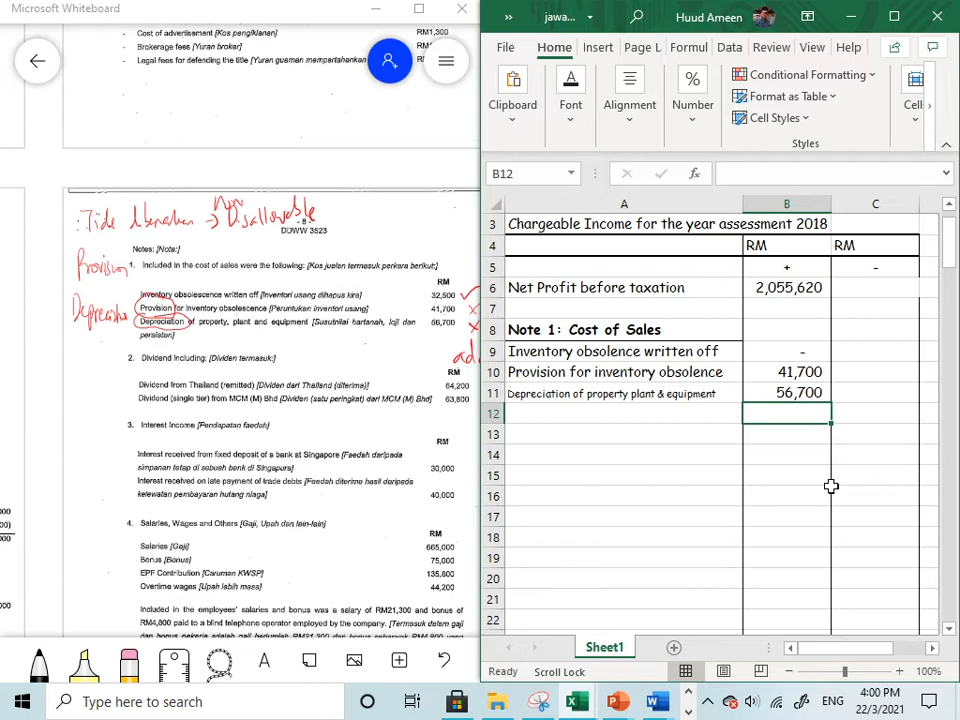 Microsoft Whiteboard
- Cost of advertisement [Kos pengiklanan]
RM1,300
- Brokerage fees [Yuran broker]
- Legal fees for defending the title [Yuran guaman mempertahankan
Disallowable
- 8 -
DDWW 3523
Notes: [Nota:]
Provision
1. Included in the cost of sales were the following: [Kos jualan termasuk perkara berikut:]
RM
Inventory obsolescence written off [Inventori usang dihapus kira]
32,500
Provision for inventory obsolescence [Peruntukan inventori usang]
41,700
Depreciation of property, plant and equipment [Susutnilai hartanah, loji dan
56,700
2. Dividend including: [Dividen termasuk:]
RM
Dividend from Thailand (remitted) [Dividen dari Thailand (diterima)]
64,200
Dividend (single tier) from MCM (M) Bhd [Dividen (satu peringkat) dari MCM (M) Bhd]
63,800
3. Interest Income [Pendapatan faedah]
RM
Interest received from fixed deposit of a bank at Singapore [Faedah daripada
simpanan tetap di sebuah bank di Singapura]
30,000
Interest received on late payment of trade debts [Faedah diterima hasil daripada
kelewatan pembayaran hutang niaga]
40,000
4. Salaries, Wages and Others [Gaji, Upah dan lain-lain]
RM
Salaries [Gaji]
665,000
Bonus [Bonus]
75,000
EPF Contribution [Caruman KWSP]
135,800
Overtime wages [Upah lebih masa]
44,200
Included in the employees' salaries and bonus was a salary of RM21,300 and bonus of
RM4,800 paid to a blind telephone operator employed by the company. [Termasuk dalam gaji
A
Type here to search
» jawa...
Huud Ameen
File Home Insert Page L Formul Data Review View Help
Clipboard
Font
Alignment
Number
%
Conditional Formatting
Format as Table
Cell Styles
Styles
Cell
B12
fx
A B C
3 Chargeable Income for the year assessment 2018
4 RM RM
5 + -
6 Net Profit before taxation 2,055,620
7
8 Note 1: Cost of Sales
9 Inventory obsolence written off -
10 Provision for inventory obsolence 41,700
11 Depreciation of property plant & equipment 56,700
12
13
14
15
16
17
18
19
20
21
22
Sheet1
Ready Scroll Lock 100%
ENG
4:00 PM
22/3/2021